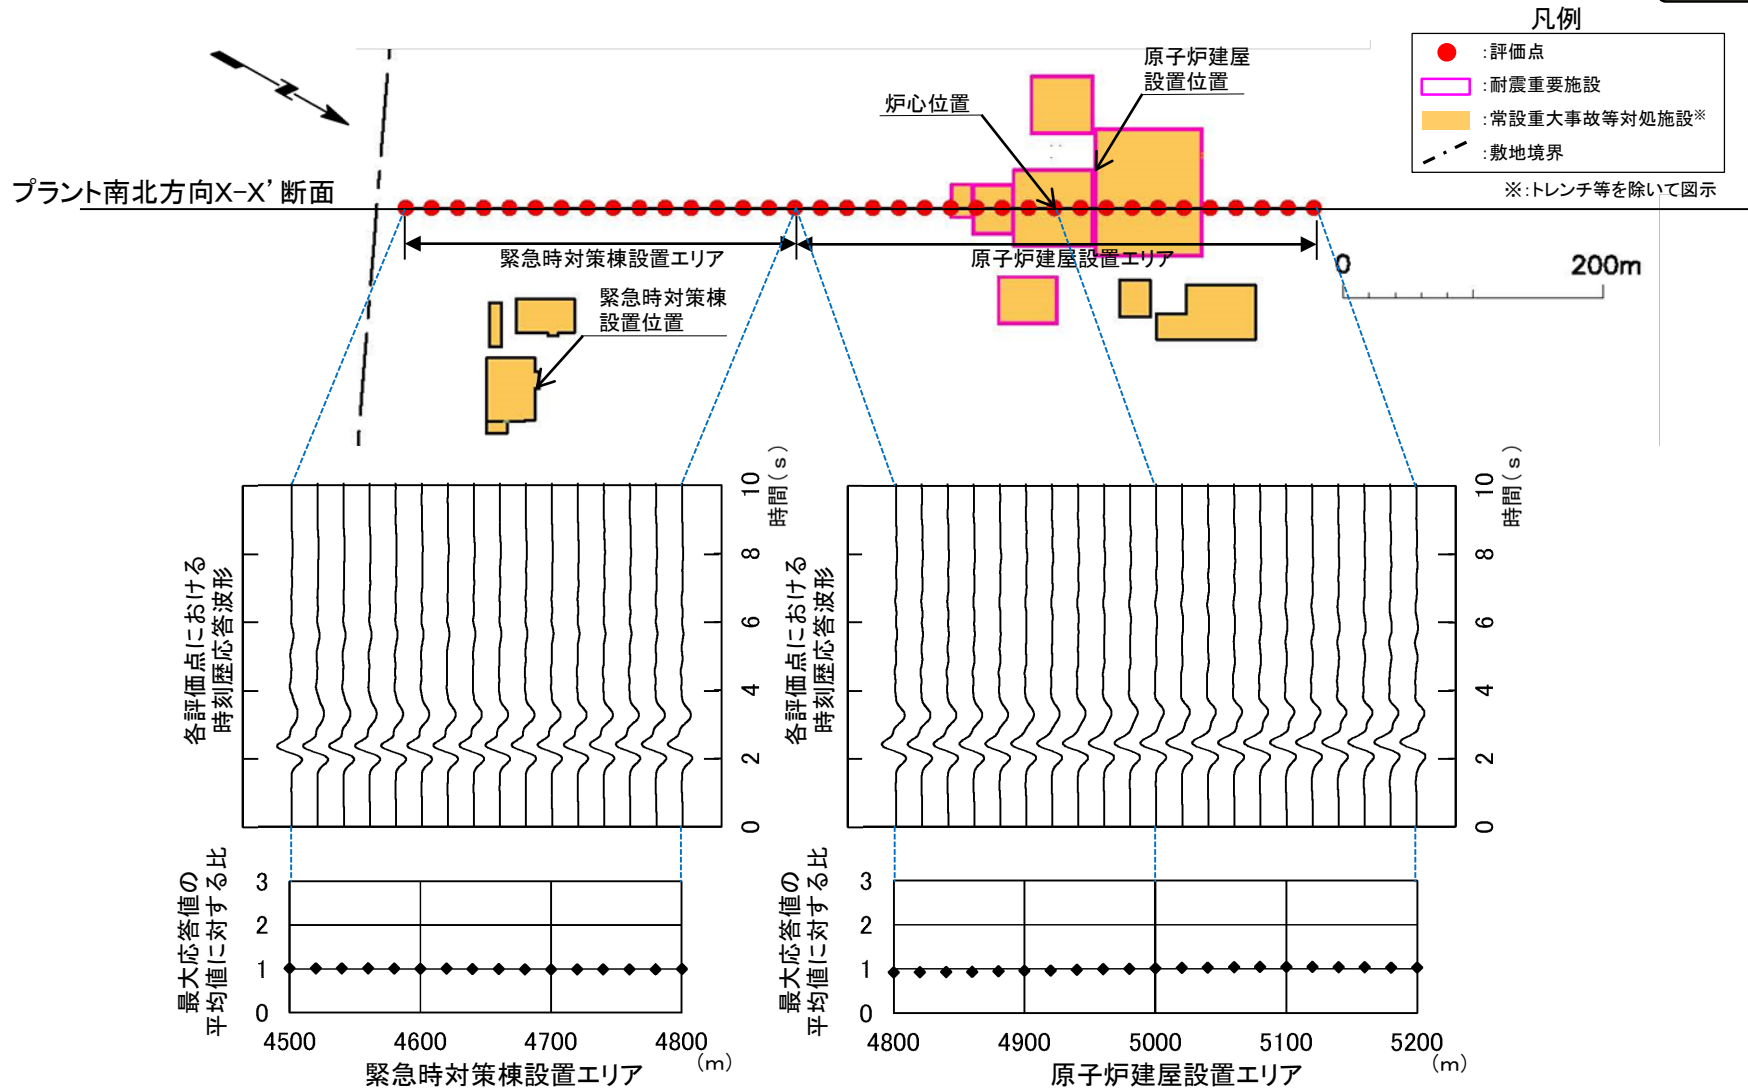 凡例
:評価点
:耐震重要施設
:常設重大事故等対処施設※
:敷地境界
※:トレンチ等を除いて図示
原子炉建屋
設置位置
炉心位置
プラント南北方向X-X’断面
緊急時対策棟設置エリア
原子炉建屋設置エリア
0
200m
緊急時対策棟
設置位置
各評価点における
時刻歴応答波形
0
2
4
6
8
10
時間(s)
各評価点における
時刻歴応答波形
0
2
4
6
8
10
時間(s)
最大応答値の
平均値に対する比
3
2
1
0
4500
4600
4700
4800
(m)
緊急時対策棟設置エリア
最大応答値の
平均値に対する比
3
2
1
0
4800
4900
5000
5100
5200
(m)
原子炉建屋設置エリア